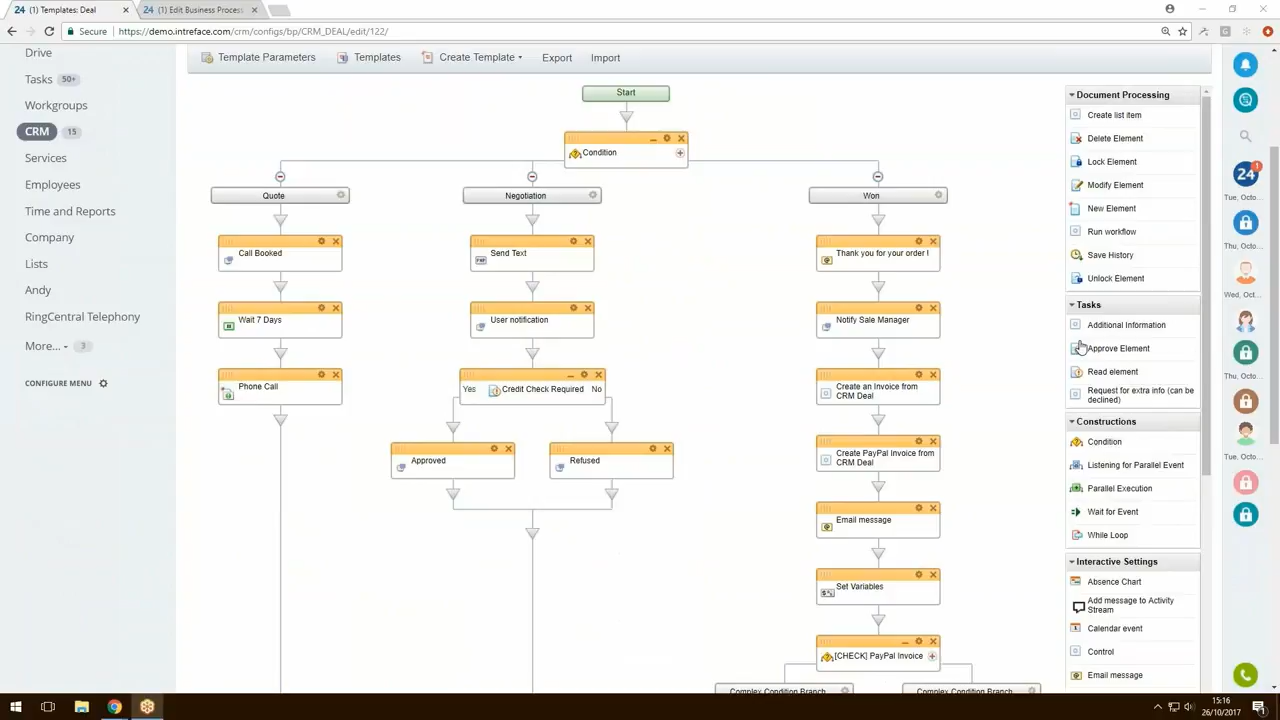 (1) Templates: Deal
(1) Edit Business Process
Secure
https://demo.intreface.com/crm/configs/bp/CRM_DEAL/edit/122/
Drive
Tasks 50+
Workgroups
CRM 15
Services
Employees
Time and Reports
Company
Lists
Andy
RingCentral Telephony
More... 3
CONFIGURE MENU
Template Parameters
Templates
Create Template
Export
Import
Start
Condition
Quote
Negotiation
Won
Call Booked
Send Text
Thank you for your order !
Wait 7 Days
User notification
Notify Sale Manager
Phone Call
Yes
Credit Check Required
No
Create an Invoice from
CRM Deal
Approved
Refused
Create PayPal Invoice from
CRM Deal
Email message
Set Variables
[CHECK] PayPal Invoice
Complex Condition Branch
Complex Condition Branch
Document Processing
Create list item
Delete Element
Lock Element
Modify Element
New Element
Run workflow
Save History
Unlock Element
Tasks
Additional Information
Approve Element
Read element
Request for extra info (can be
declined)
Constructions
Condition
Listening for Parallel Event
Parallel Execution
Wait for Event
While Loop
Interactive Settings
Absence Chart
Add message to Activity
Stream
Calendar event
Control
Email message
24
1
Tue, Octo...
Thu, Octo...
Wed, Oct...
Tue, Octo...
Thu, Octo...
15:16
26/10/2017